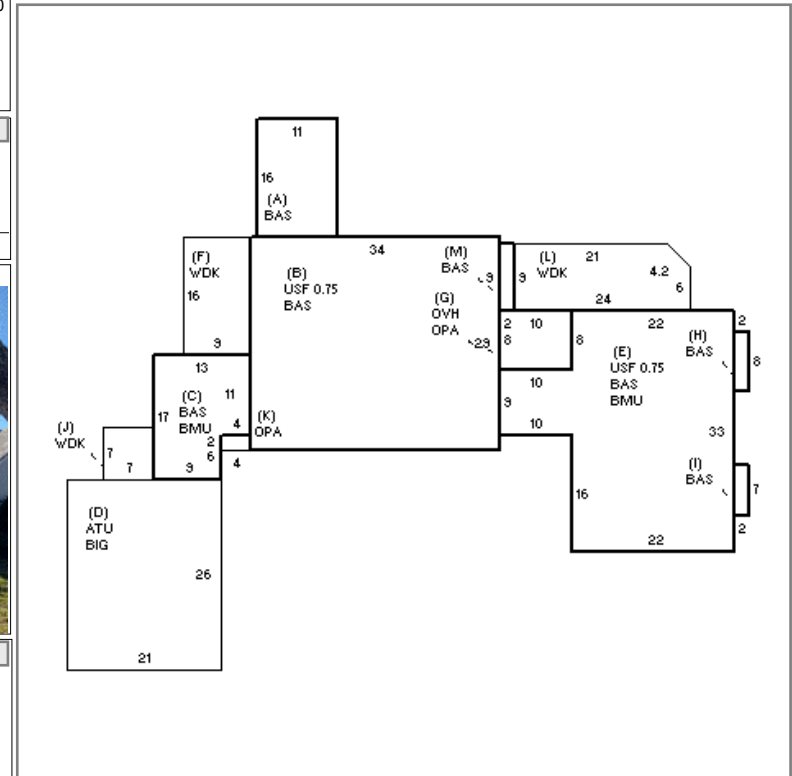 11
16
(A)
BAS
34
(F)
WDK
16
9
(B)
USF 0.75
BAS
(M)
BAS
9
9
(L)
WDK
21
4.2
6
24
(G)
OVH
OPA
29
2
10
8
8
22
2
(E)
USF 0.75
BAS
BMU
(H)
BAS
8
13
(C)
BAS
BMU
11
17
4
2
6
9
(K)
OPA
4
(J)
WDK
7
7
10
9
10
33
(I)
BAS
7
16
2
22
(D)
ATU
BIG
26
21